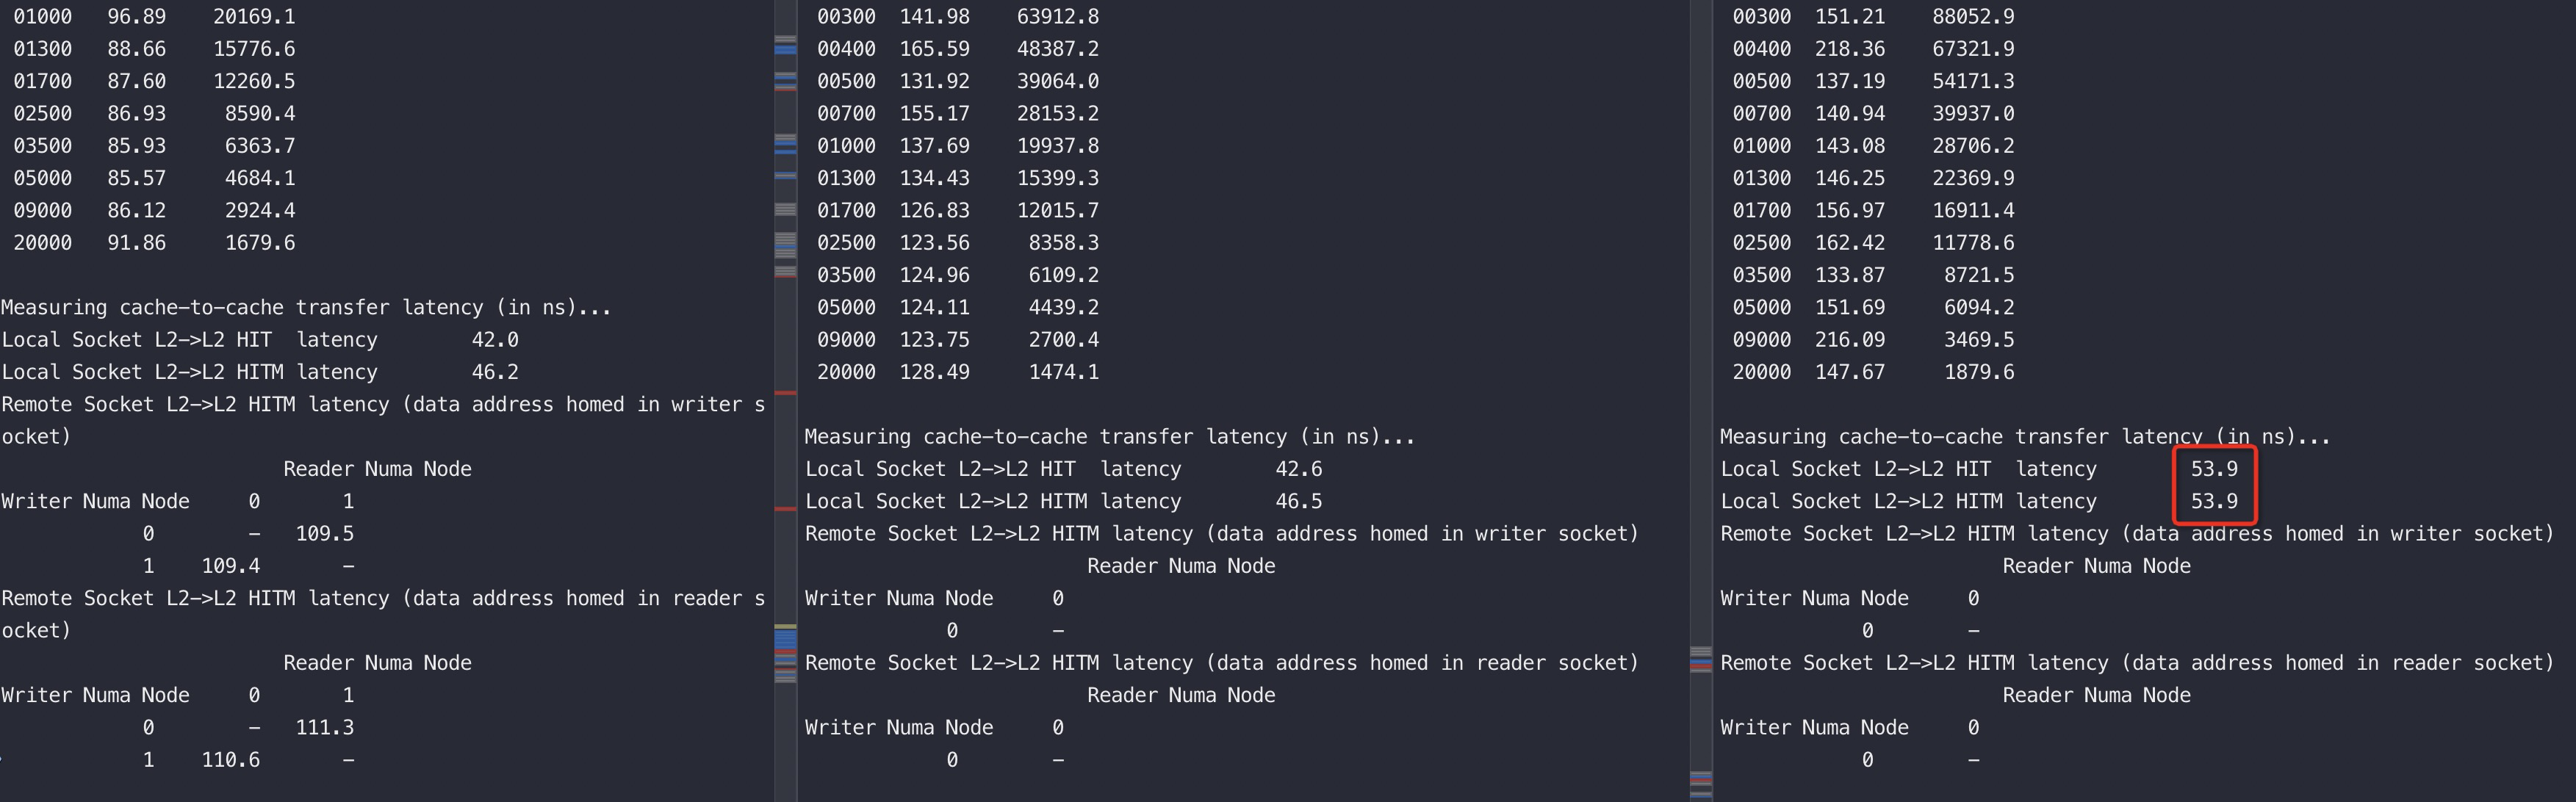 01000   96.89    20169.1
01300   88.66    15776.6
01700   87.60    12260.5
02500   86.93     8590.4
03500   85.93     6363.7
05000   85.57     4684.1
09000   86.12     2924.4
20000   91.86     1679.6
Measuring cache-to-cache transfer latency (in ns)...
Local Socket L2->L2 HIT  latency        42.0
Local Socket L2->L2 HITM latency        46.2
Remote Socket L2->L2 HITM latency (data address homed in writer s
ocket)
Reader Numa Node
Writer Numa Node     0       1
0       -   109.5
1    109.4       -
Remote Socket L2->L2 HITM latency (data address homed in reader s
ocket)
Reader Numa Node
Writer Numa Node     0       1
0       -   111.3
1    110.6       -
00300  141.98    63912.8
00400  165.59    48387.2
00500  131.92    39064.0
00700  155.17    28153.2
01000  137.69    19937.8
01300  134.43    15399.3
01700  126.83    12015.7
02500  123.56     8358.3
03500  124.96     6109.2
05000  124.11     4439.2
09000  123.75     2700.4
20000  128.49     1474.1
Measuring cache-to-cache transfer latency (in ns)...
Local Socket L2->L2 HIT  latency        42.6
Local Socket L2->L2 HITM latency        46.5
Remote Socket L2->L2 HITM latency (data address homed in writer socket)
Reader Numa Node
Writer Numa Node     0
0       -
Remote Socket L2->L2 HITM latency (data address homed in reader socket)
Reader Numa Node
Writer Numa Node     0
0       -
00300  151.21    88052.9
00400  218.36    67321.9
00500  137.19    54171.3
00700  140.94    39937.0
01000  143.08    28706.2
01300  146.25    22369.9
01700  156.97    16911.4
02500  162.42    11778.6
03500  133.87     8721.5
05000  151.69     6094.2
09000  216.09     3469.5
20000  147.67     1879.6
Measuring cache-to-cache transfer latency (in ns)...
Local Socket L2->L2 HIT  latency        53.9
Local Socket L2->L2 HITM latency        53.9
Remote Socket L2->L2 HITM latency (data address homed in writer socket)
Reader Numa Node
Writer Numa Node     0
0       -
Remote Socket L2->L2 HITM latency (data address homed in reader socket)
Reader Numa Node
Writer Numa Node     0
0       -